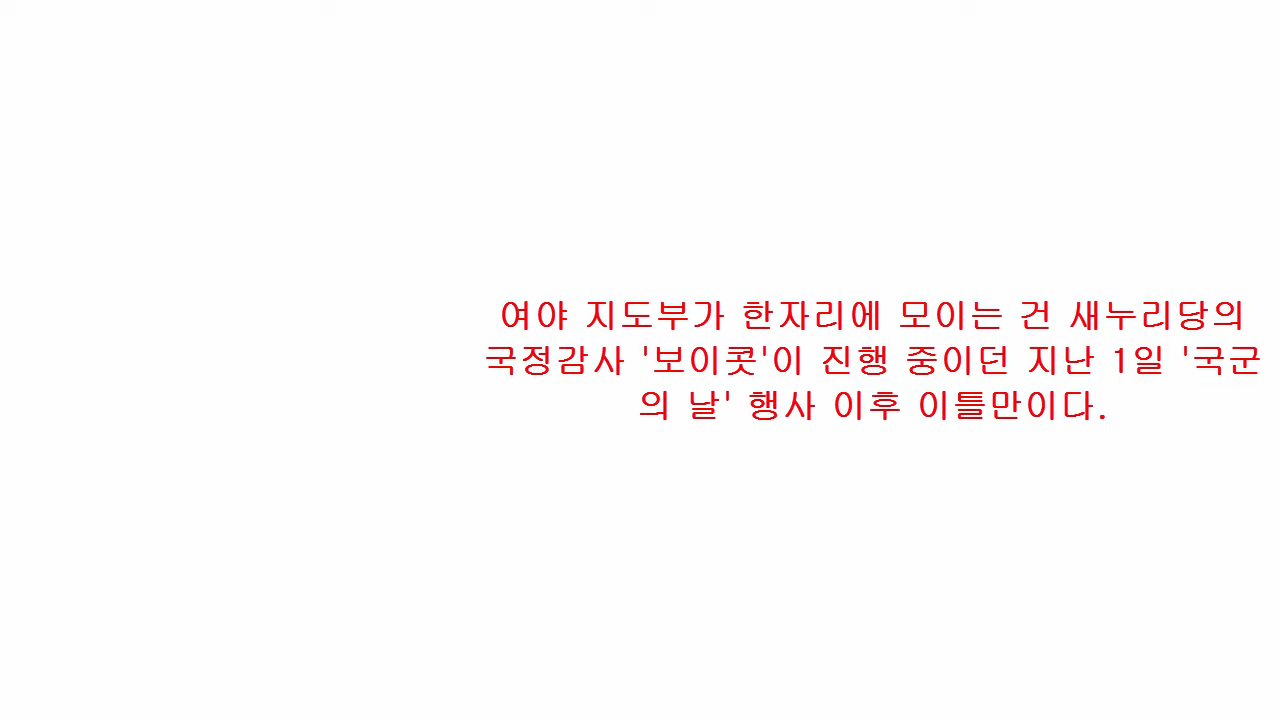 여야 지도부가 한자리에 모이는 건 새누리당의
국정감사 '보이콧'이 진행 중이던 지난 1일 '국군
의 날' 행사 이후 이틀만이다.